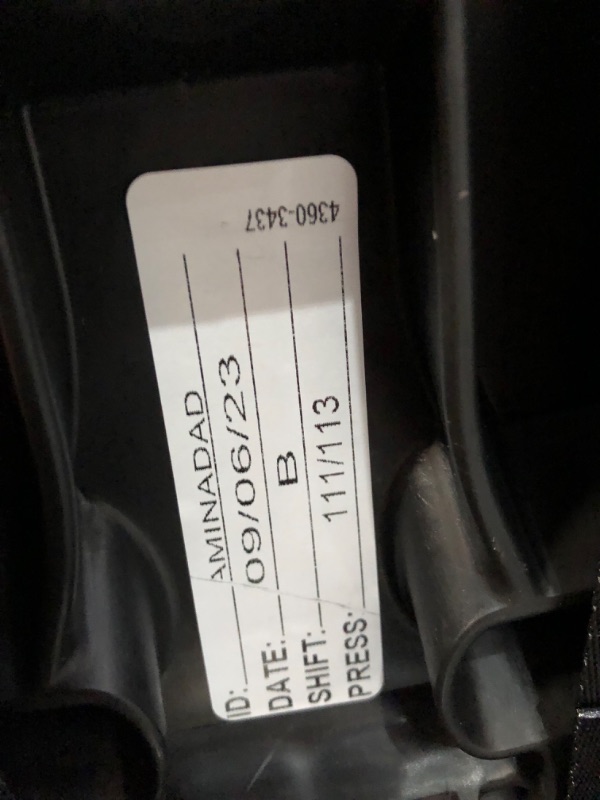 ID: AMINADAD
DATE: 09/06/23
SHIFT: B
PRESS: 111/113
4360-3437